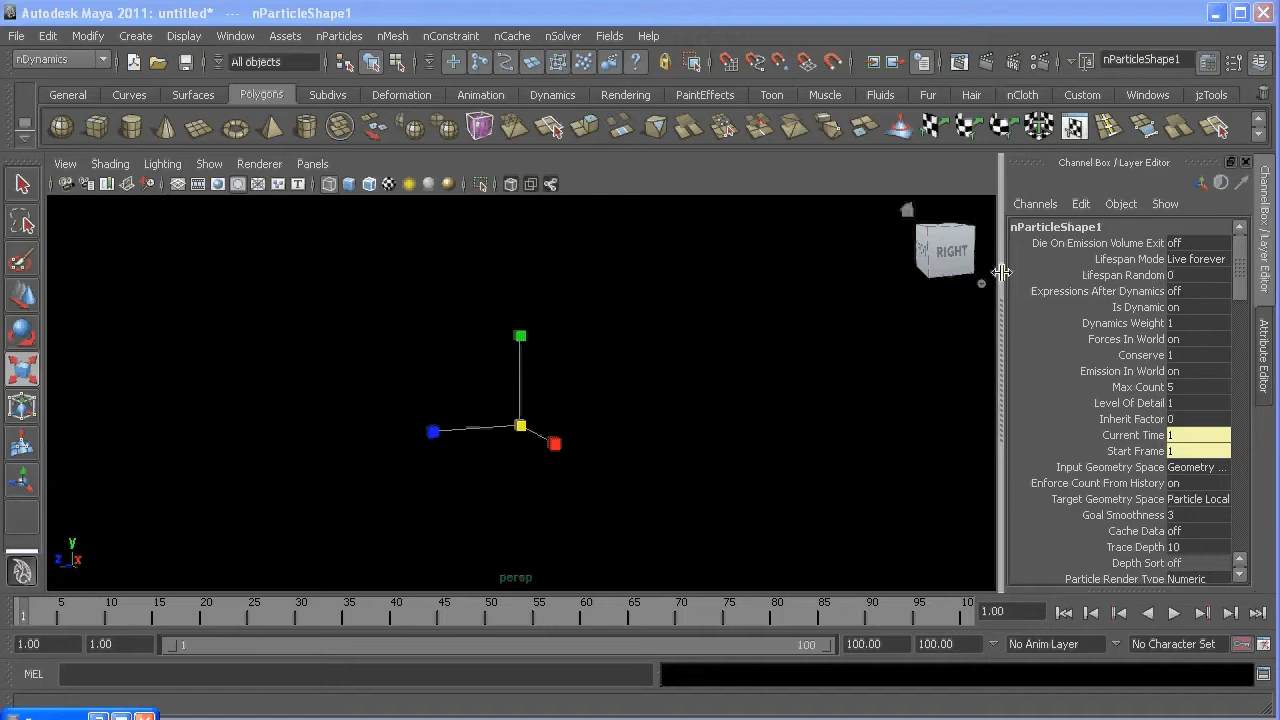 Autodesk Maya 2011: untitled* --- nParticleShape1
File Edit Modify Create Display Window Assets nParticles nMesh nConstraint nCache nSolver Fields Help
nDynamics All objects nParticleShape1
General Curves Surfaces Polygons Subdivs Deformation Animation Dynamics Rendering PaintEffects Toon Muscle Fluids Fur Hair nCloth Custom Windows jzTools
View Shading Lighting Show Renderer Panels
Channel Box / Layer Editor
Channels Edit Object Show
nParticleShape1
Die On Emission Volume Exit off
Lifespan Mode Live forever
Lifespan Random 0
Expressions After Dynamics off
Is Dynamic on
Dynamics Weight 1
Forces In World on
Conserve 1
Emission In World on
Max Count 5
Level Of Detail 1
Inherit Factor 0
Current Time 1
Start Frame 1
Input Geometry Space Geometry ...
Enforce Count From History on
Target Geometry Space Particle Local
Goal Smoothness 3
Cache Data off
Trace Depth 10
Depth Sort off
Particle Render Type Numeric
Channel Box / Layer Editor
Attribute Editor
RIGHT
y
z x
persp
1 5 10 15 20 25 30 35 40 45 50 55 60 65 70 75 80 85 90 95 10
1.00
1.00 1.00 1 100 100.00 100.00 No Anim Layer No Character Set
MEL